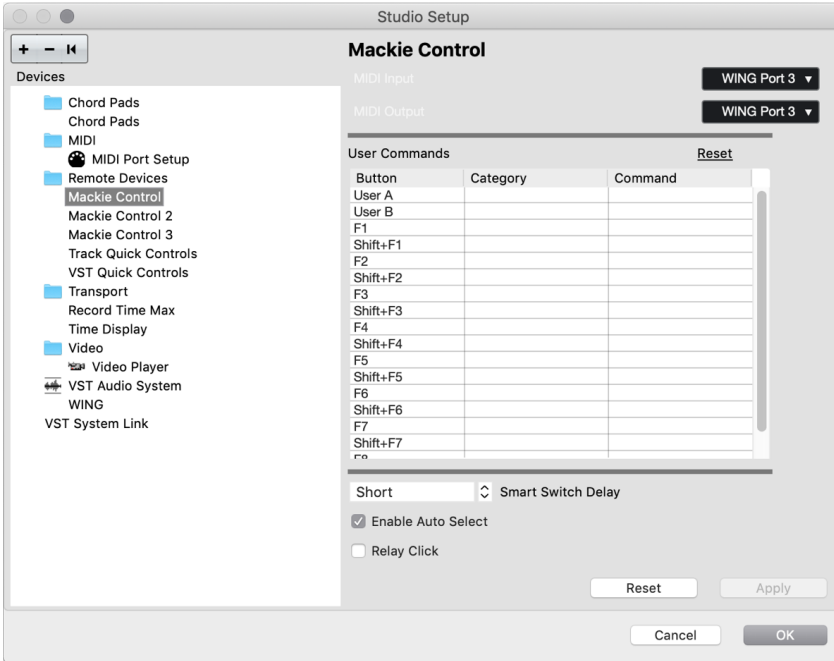 Studio Setup
Devices
Chord Pads
Chord Pads
MIDI
MIDI Port Setup
Remote Devices
Mackie Control
Mackie Control 2
Mackie Control 3
Track Quick Controls
VST Quick Controls
Transport
Record Time Max
Time Display
Video
Video Player
VST Audio System
WING
VST System Link
Mackie Control
MIDI Input WING Port 3
MIDI Output WING Port 3
User Commands Reset
Button Category Command
User A
User B
F1
Shift+F1
F2
Shift+F2
F3
Shift+F3
F4
Shift+F4
F5
Shift+F5
F6
Shift+F6
F7
Shift+F7
F8
Short Smart Switch Delay
Enable Auto Select
Relay Click
Reset Apply
Cancel OK